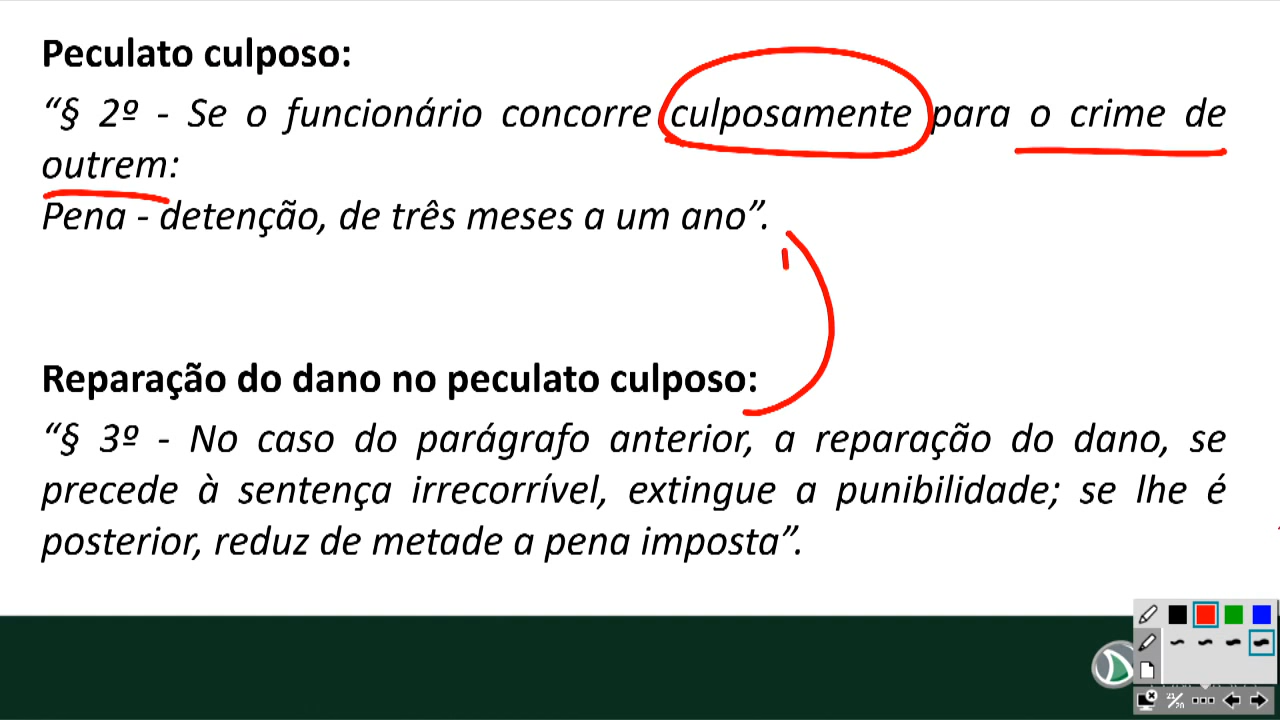 Peculato culposo:
“§ 2º - Se o funcionário concorre culposamente para o crime de
outrem:
Pena - detenção, de três meses a um ano”.
Reparação do dano no peculato culposo:
“§ 3º - No caso do parágrafo anterior, a reparação do dano, se
precede à sentença irrecorrível, extingue a punibilidade; se lhe é
posterior, reduz de metade a pena imposta”.